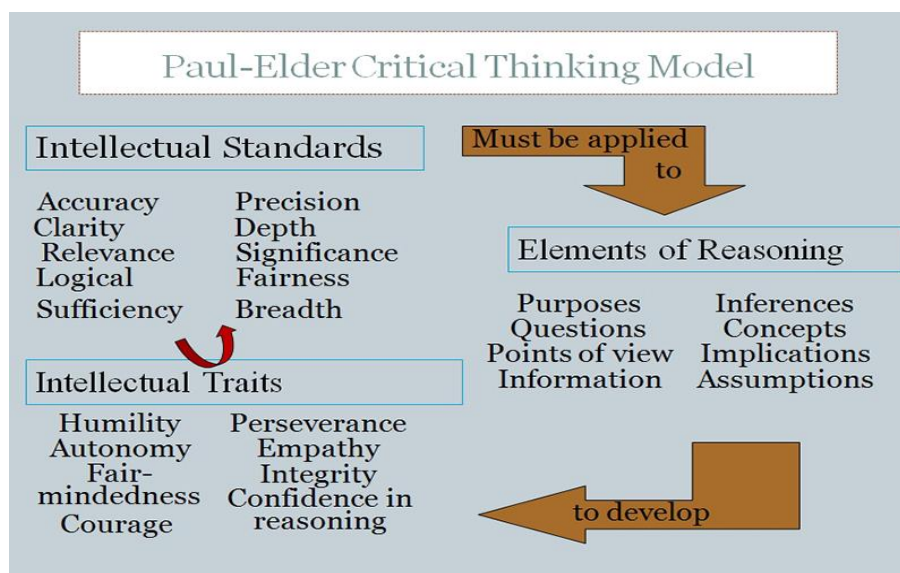 Paul-Elder Critical Thinking Model
Intellectual Standards
Accuracy
Clarity
Relevance
Logical
Sufficiency
Precision
Depth
Significance
Fairness
Breadth
Must be applied
to
Elements of Reasoning
Purposes
Questions
Points of view
Information
Inferences
Concepts
Implications
Assumptions
to develop
Intellectual Traits
Humility
Autonomy
Fair-
mindedness
Courage
Perseverance
Empathy
Integrity
Confidence in
reasoning